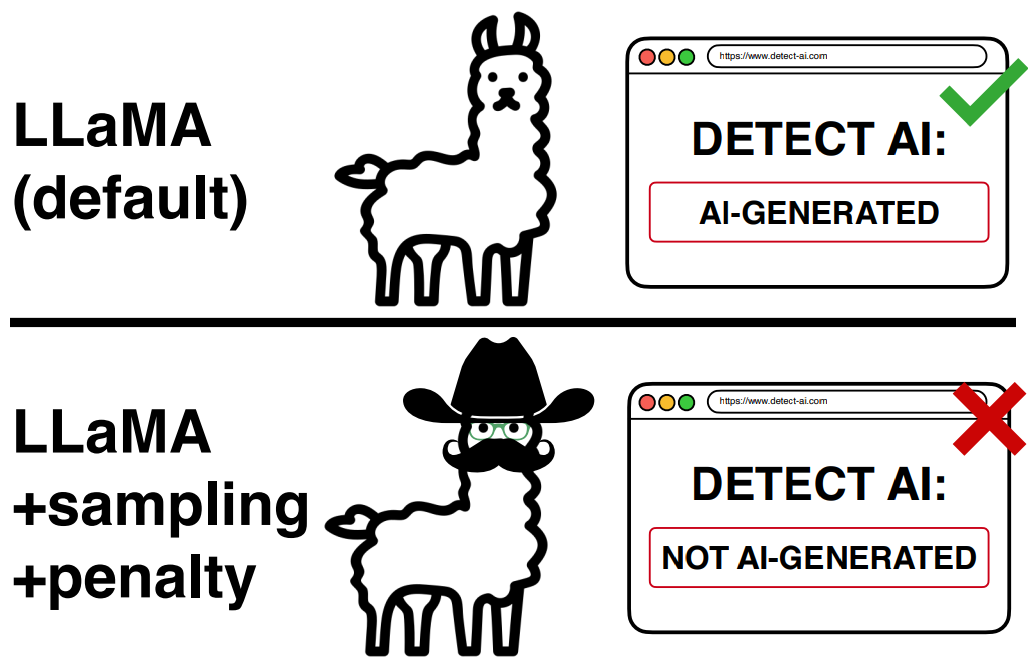 LLaMA
(default)
https://www.detect-ai.com
DETECT AI:
AI-GENERATED
LLaMA
+sampling
+penalty
https://www.detect-ai.com
DETECT AI:
NOT AI-GENERATED